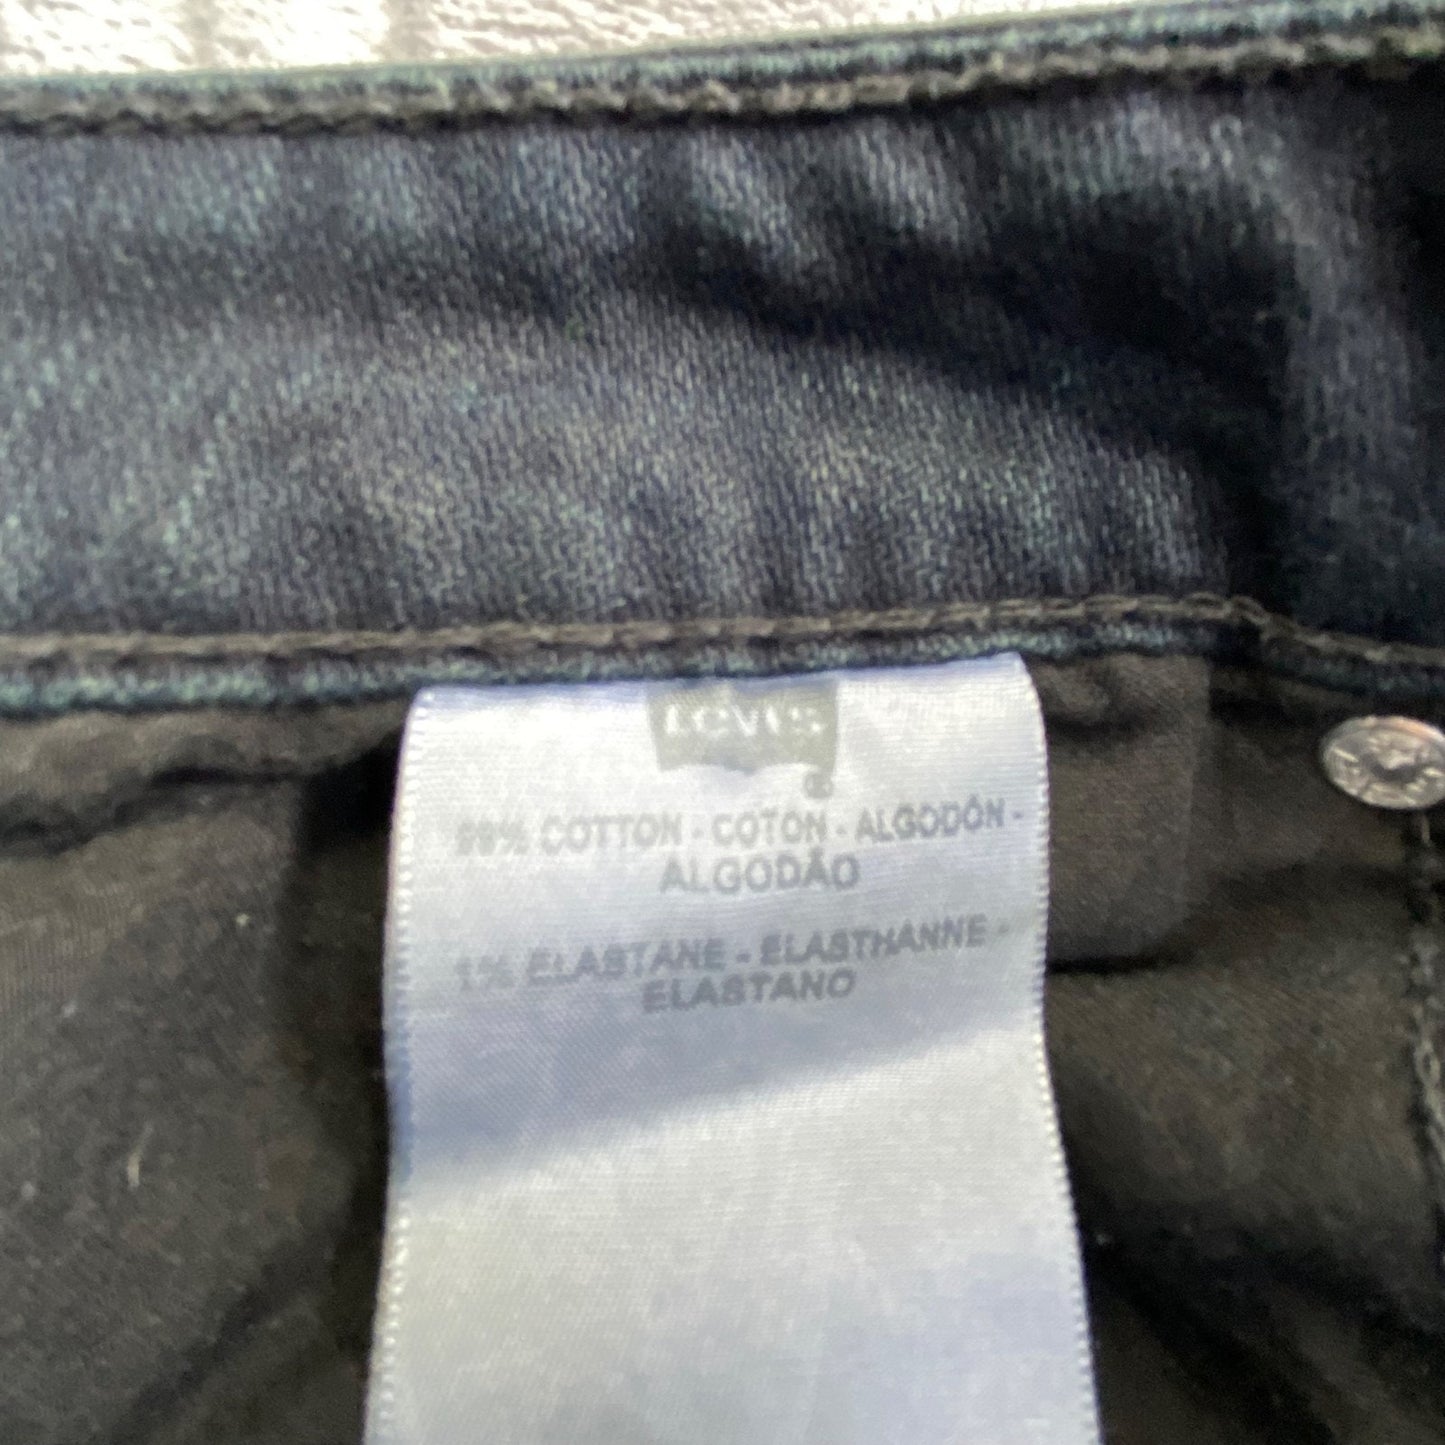 Levi's
®
99% COTTON - COTON - ALGODÓN -
ALGODÃO
1% ELASTANE - ELASTHANNE -
ELASTANO